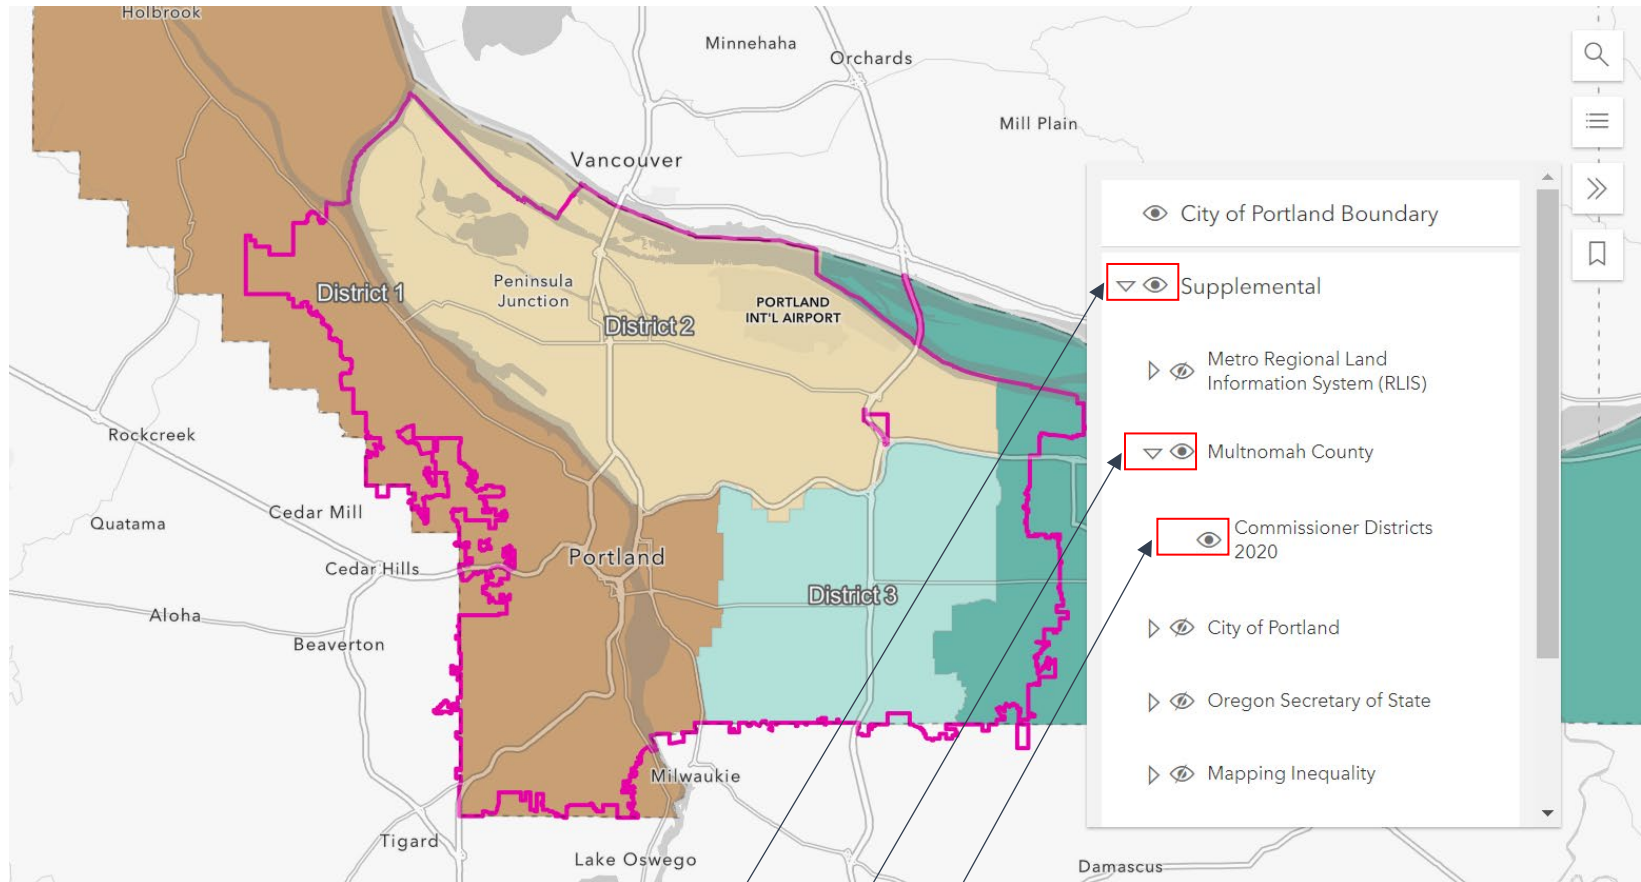 Holbrook
Minnehaha
Orchards
Mill Plain
Vancouver
City of Portland Boundary
Supplemental
Peninsula
Junction
District 1
PORTLAND
INT'L AIRPORT
District 2
Metro Regional Land
Information System (RLIS)
Rockcreek
Multnomah County
Cedar Mill
Quatama
Commissioner Districts
2020
Portland
Cedar Hills
District 3
Aloha
City of Portland
Beaverton
Oregon Secretary of State
Milwaukie
Mapping Inequality
Tigard
Lake Oswego
Damascus